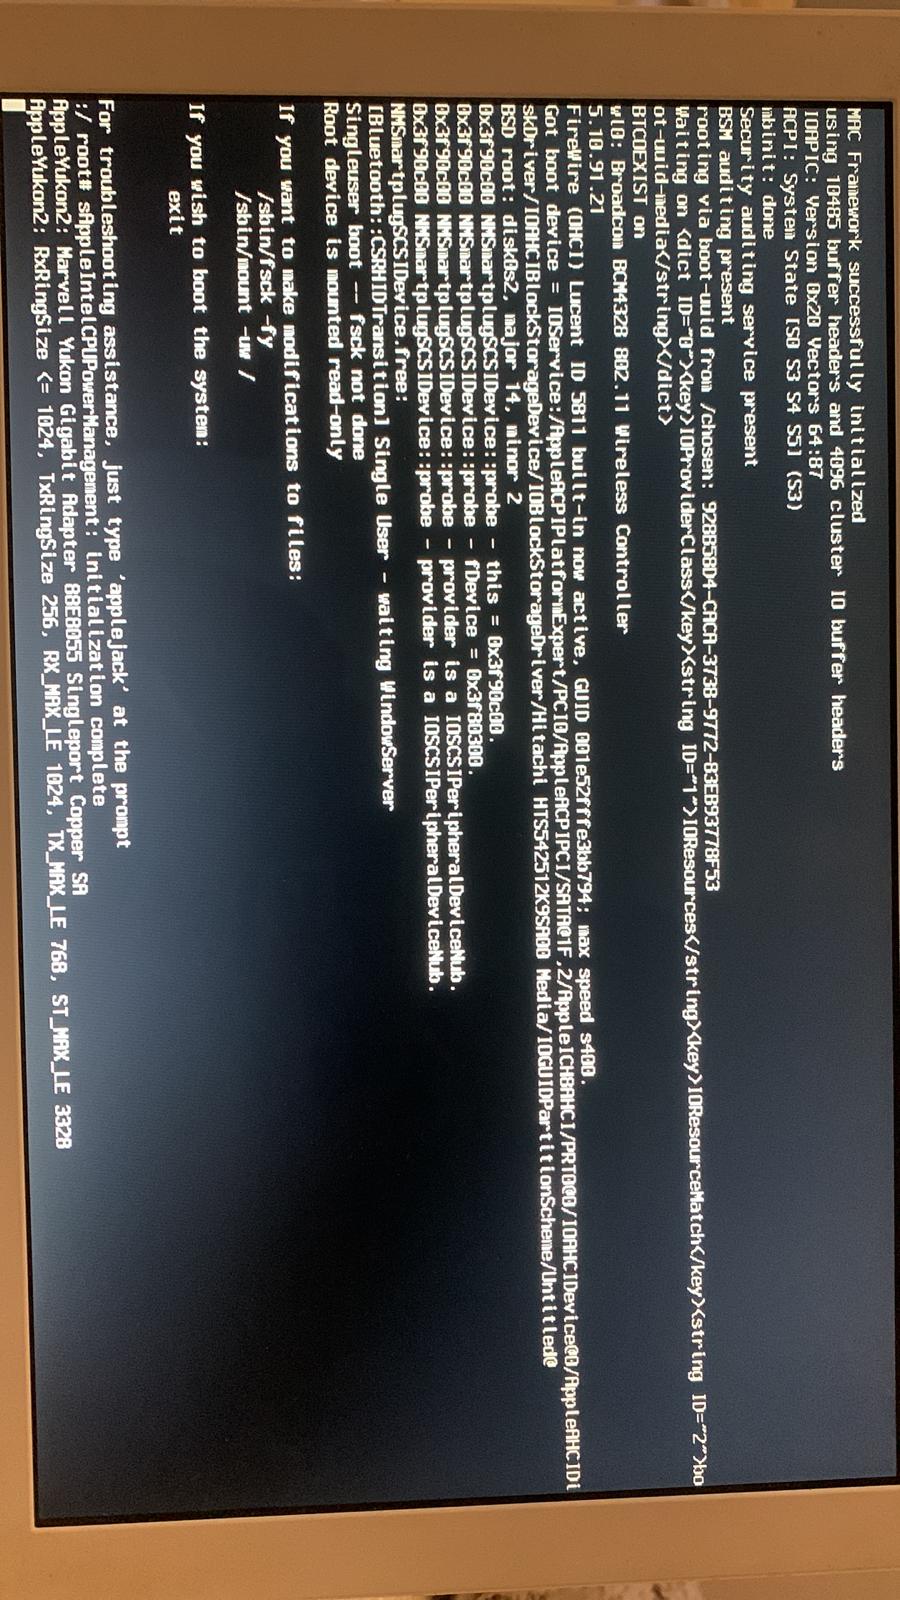 MAC Framework successfully initialized
using 10485 buffer headers and 4096 cluster IO buffer headers
IOAPIC: Version 0x20 Vectors 64:87
ACPI: System State [S0 S3 S4 S5] (S3)
mbinit: done
Security auditing service present
BSM auditing present
rooting via boot-uuid from /chosen: 928B58D4-CACA-3738-9772-83EB93778F53
Waiting on <dict ID="0"><key>IOProviderClass</key><string ID="1">IOResources</string><key>IOResourceMatch</key><string ID="2">bo
ot-uuid-media</string></dict>
BTCOEXIST on
wl0: Broadcom BCM4328 802.11 Wireless Controller
5.10.91.21
FireWire (OHCI) Lucent ID 5811 built-in now active, GUID 001e52fffe3bb794; max speed s400.
Got boot device = IOService:/AppleACPIPlatformExpert/PCI0/AppleACPIPCI/SATA@1F,2/AppleICH8AHCI/PRT0@0/IOAHCIDevice@0/AppleAHCIDi
skDriver/IOAHCIBlockStorageDevice/IOBlockStorageDriver/Hitachi HTS542512K9SA00 Media/IOGUIDPartitionScheme/Untitled@
BSD root: disk0s2, major 14, minor 2
0x3f90c00 NMSmartplugSCSIDevice::probe - this = 0x3f90c00.
0x3f90c00 NMSmartplugSCSIDevice::probe - fDevice = 0x3f80300.
0x3f90c00 NMSmartplugSCSIDevice::probe - provider is a IOSCSIPeripheralDeviceNub.
0x3f90c00 NMSmartplugSCSIDevice::probe - provider is a IOSCSIPeripheralDeviceNub.
NMSmartplugSCSIDevice.free:
[Bluetooth::CSRHIDTransition] Single User - waiting WindowServer
Singleuser boot -- fsck not done
Root device is mounted read-only
If you want to make modifications to files:
/sbin/fsck -fy
/sbin/mount -uw /
If you wish to boot the system:
exit
For troubleshooting assistance, just type 'applejack' at the prompt
:/ root# sAppleIntelCPUPowerManagement: initialization complete
AppleYukon2: Marvell Yukon Gigabit Adapter 88E8055 Singleport Copper SA
AppleYukon2: RxRingSize <= 1024, TxRingSize 256, RX_MAX_LE 1024, TX_MAX_LE 768, ST_MAX_LE 3328